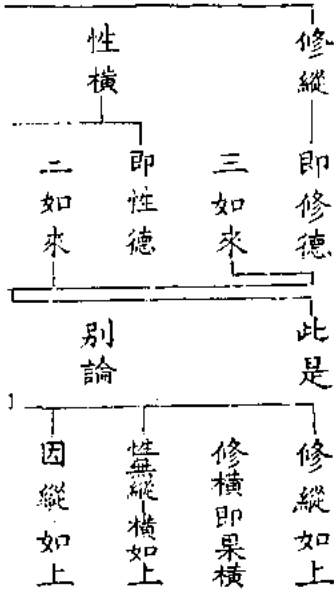 修縱
即修德
三如來
性橫
即性德
二如來
此是
別論
修縱如上
修橫即果橫
性無縱橫如上
因縱如上